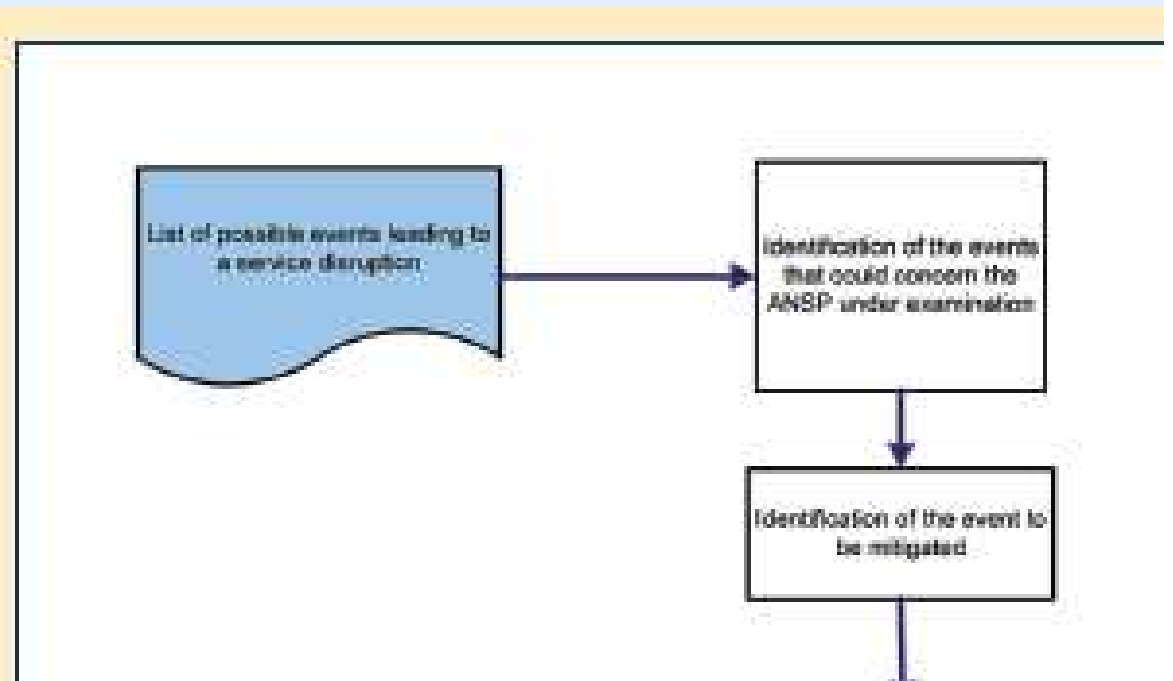 List of possible events leading to
a service disruption
Identification of the events
that could concern the
ANSP under examination
Identification of the event to
be mitigated